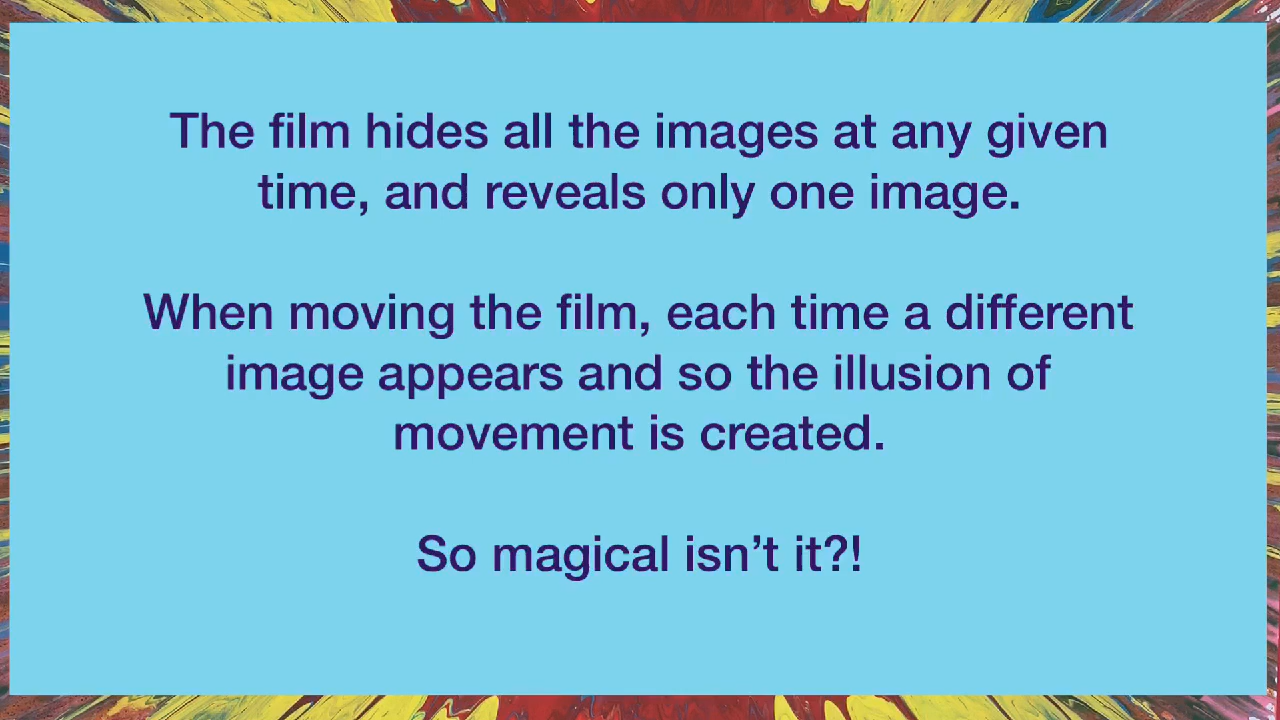 The film hides all the images at any given
time, and reveals only one image.
When moving the film, each time a different
image appears and so the illusion of
movement is created.
So magical isn’t it?!